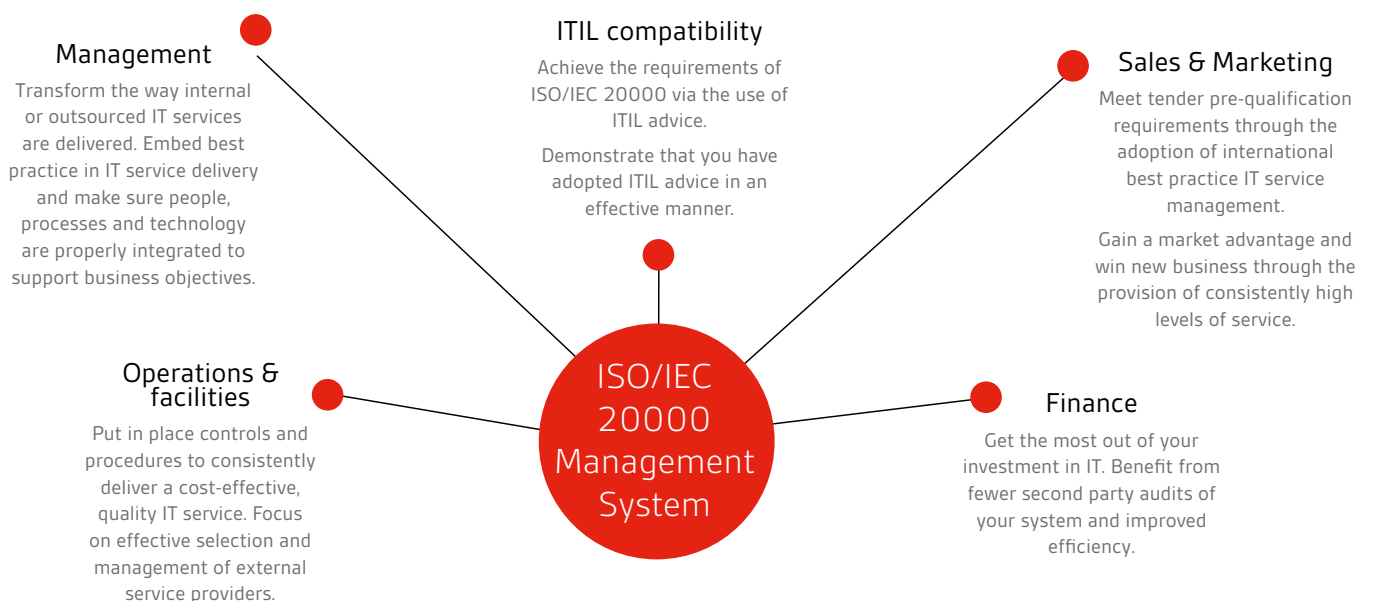 Management
Transform the way internal
or outsourced IT services
are delivered. Embed best
practice in IT service delivery
and make sure people,
processes and technology
are properly integrated to
support business objectives.
ITIL compatibility
Achieve the requirements of
ISO/IEC 20000 via the use of
ITIL advice.
Demonstrate that you have
adopted ITIL advice in an
effective manner.
Sales & Marketing
Meet tender pre-qualification
requirements through the
adoption of international
best practice IT service
management.
Gain a market advantage and
win new business through the
provision of consistently high
levels of service.
Operations &
facilities
Put in place controls and
procedures to consistently
deliver a cost-effective,
quality IT service. Focus
on effective selection and
management of external
service providers.
ISO/IEC
20000
Management
System
Finance
Get the most out of your
investment in IT. Benefit from
fewer second party audits of
your system and improved
efficiency.